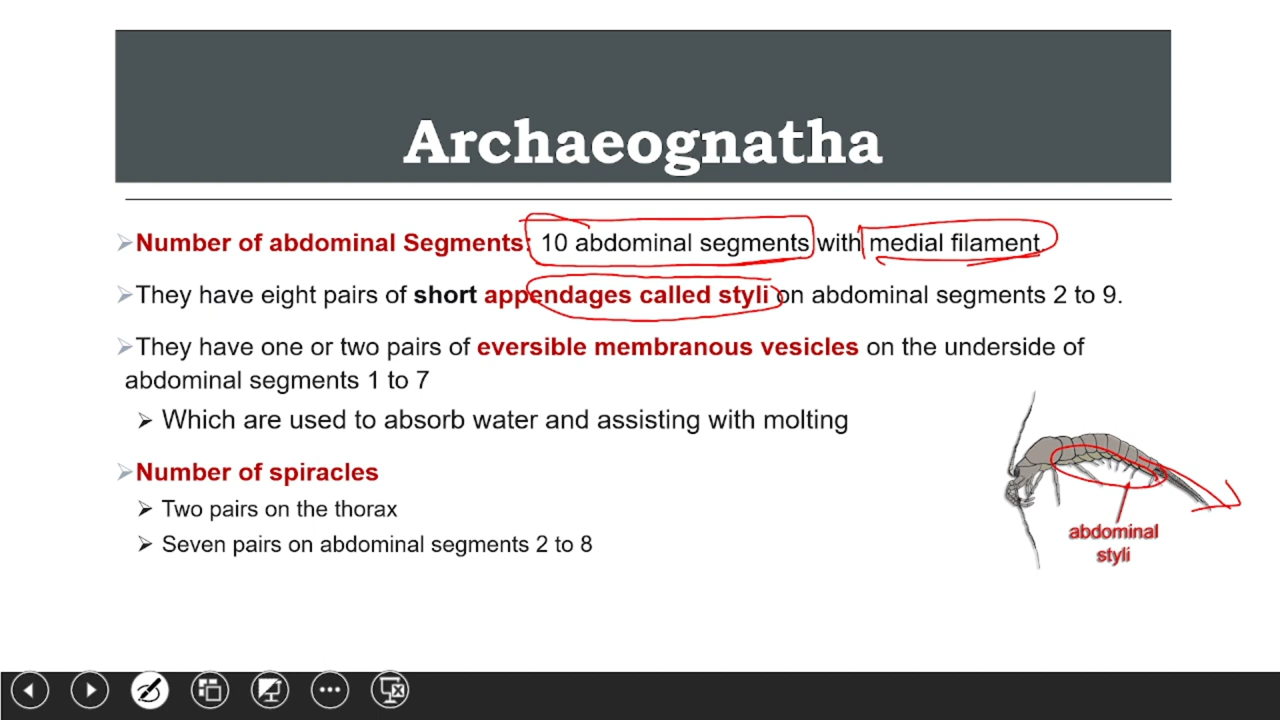 Archaeognatha
Number of abdominal Segments: 10 abdominal segments with medial filament
They have eight pairs of short appendages called styli on abdominal segments 2 to 9.
They have one or two pairs of eversible membranous vesicles on the underside of
abdominal segments 1 to 7
Which are used to absorb water and assisting with molting
Number of spiracles
Two pairs on the thorax
Seven pairs on abdominal segments 2 to 8
abdominal
styli